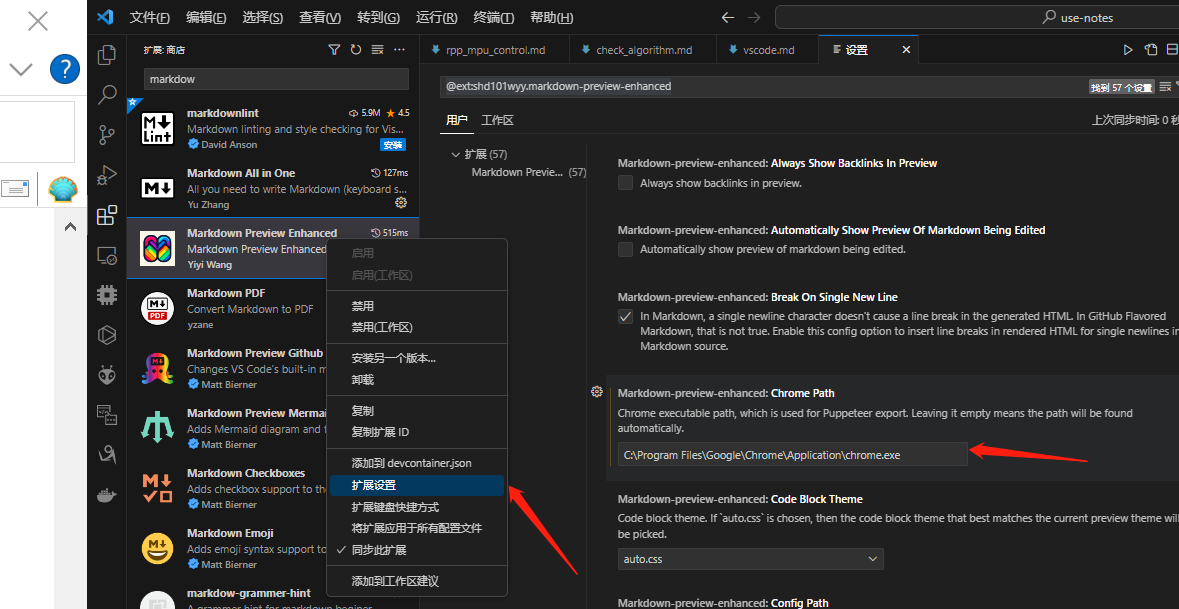 ?
文件(F) 编辑(E) 选择(S) 查看(V) 转到(G) 运行(R) 终端(T) 帮助(H)
use-notes
扩展: 商店
markdow
markdownlint 5.9M 4.5
Markdown linting and style checking for Vis...
David Anson 安装
Markdown All in One 127ms
All you need to write Markdown (keyboard s...
Yu Zhang
Markdown Preview Enhanced 515ms
Markdown Preview Enhanced
Yiyi Wang
Markdown PDF
Convert Markdown to PDF
yzane
Markdown Preview Github
Changes VS Code's built-in m
Matt Bierner
Markdown Preview Mermai
Adds Mermaid diagram and f
Matt Bierner
Markdown Checkboxes
Adds checkbox support to the
Matt Bierner
Markdown Emoji
Adds emoji syntax support to
Matt Bierner
markdow-grammer-hint
A grammer hint for markdown beginer
启用
启用(工作区)
禁用
禁用(工作区)
安装另一个版本...
卸载
复制
复制扩展 ID
添加到 devcontainer.json
扩展设置
扩展键盘快捷方式
将扩展应用于所有配置文件
同步此扩展
添加到工作区建议
rpp_mpu_control.md check_algorithm.md vscode.md 设置
@ext:shd101wyy.markdown-preview-enhanced
找到 57 个设置
用户 工作区
上次同步时间: 0 秒
扩展 (57)
Markdown Previe... (57)
Markdown-preview-enhanced: Always Show Backlinks In Preview
Always show backlinks in preview.
Markdown-preview-enhanced: Automatically Show Preview Of Markdown Being Edited
Automatically show preview of markdown being edited.
Markdown-preview-enhanced: Break On Single New Line
In Markdown, a single newline character doesn't cause a line break in the generated HTML. In GitHub Flavored
Markdown, that is not true. Enable this config option to insert line breaks in rendered HTML for single newlines in
Markdown source.
Markdown-preview-enhanced: Chrome Path
Chrome executable path, which is used for Puppeteer export. Leaving it empty means the path will be found
automatically.
C:\Program Files\Google\Chrome\Application\chrome.exe
Markdown-preview-enhanced: Code Block Theme
Code block theme. If `auto.css` is chosen, then the code block theme that best matches the current preview theme will
be picked.
auto.css
Markdown-preview-enhanced: Config Path